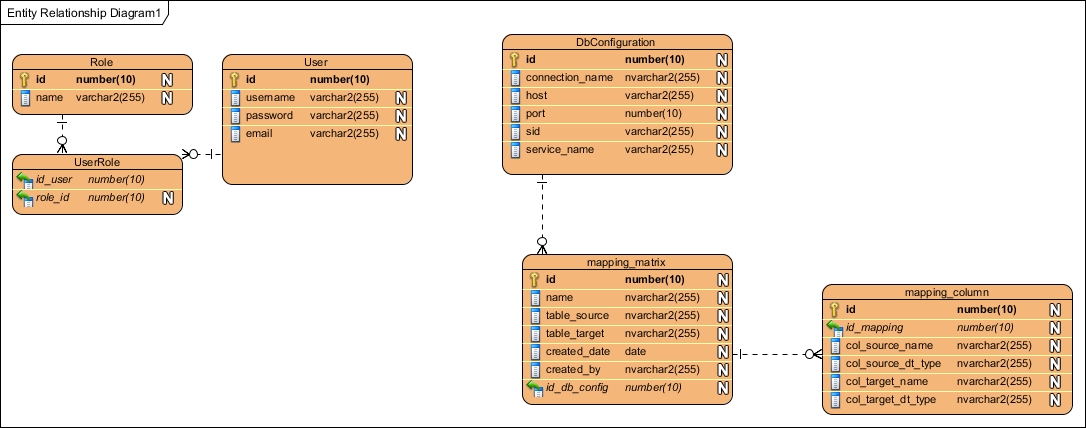 Entity Relationship Diagram1
Role
id number(10) N
name varchar2(255) N
User
id number(10)
username varchar2(255) N
password varchar2(255) N
email varchar2(255) N
UserRole
id_user number(10)
role_id number(10) N
DbConfiguration
id number(10) N
connection_name nvarchar2(255) N
host varchar2(255) N
port number(10) N
sid varchar2(255) N
service_name varchar2(255) N
mapping_matrix
id number(10) N
name nvarchar2(255) N
table_source nvarchar2(255) N
table_target nvarchar2(255) N
created_date date N
created_by nvarchar2(255) N
id_db_config number(10) N
mapping_column
id number(10) N
id_mapping number(10) N
col_source_name nvarchar2(255) N
col_source_dt_type nvarchar2(255) N
col_target_name nvarchar2(255) N
col_target_dt_type nvarchar2(255) N